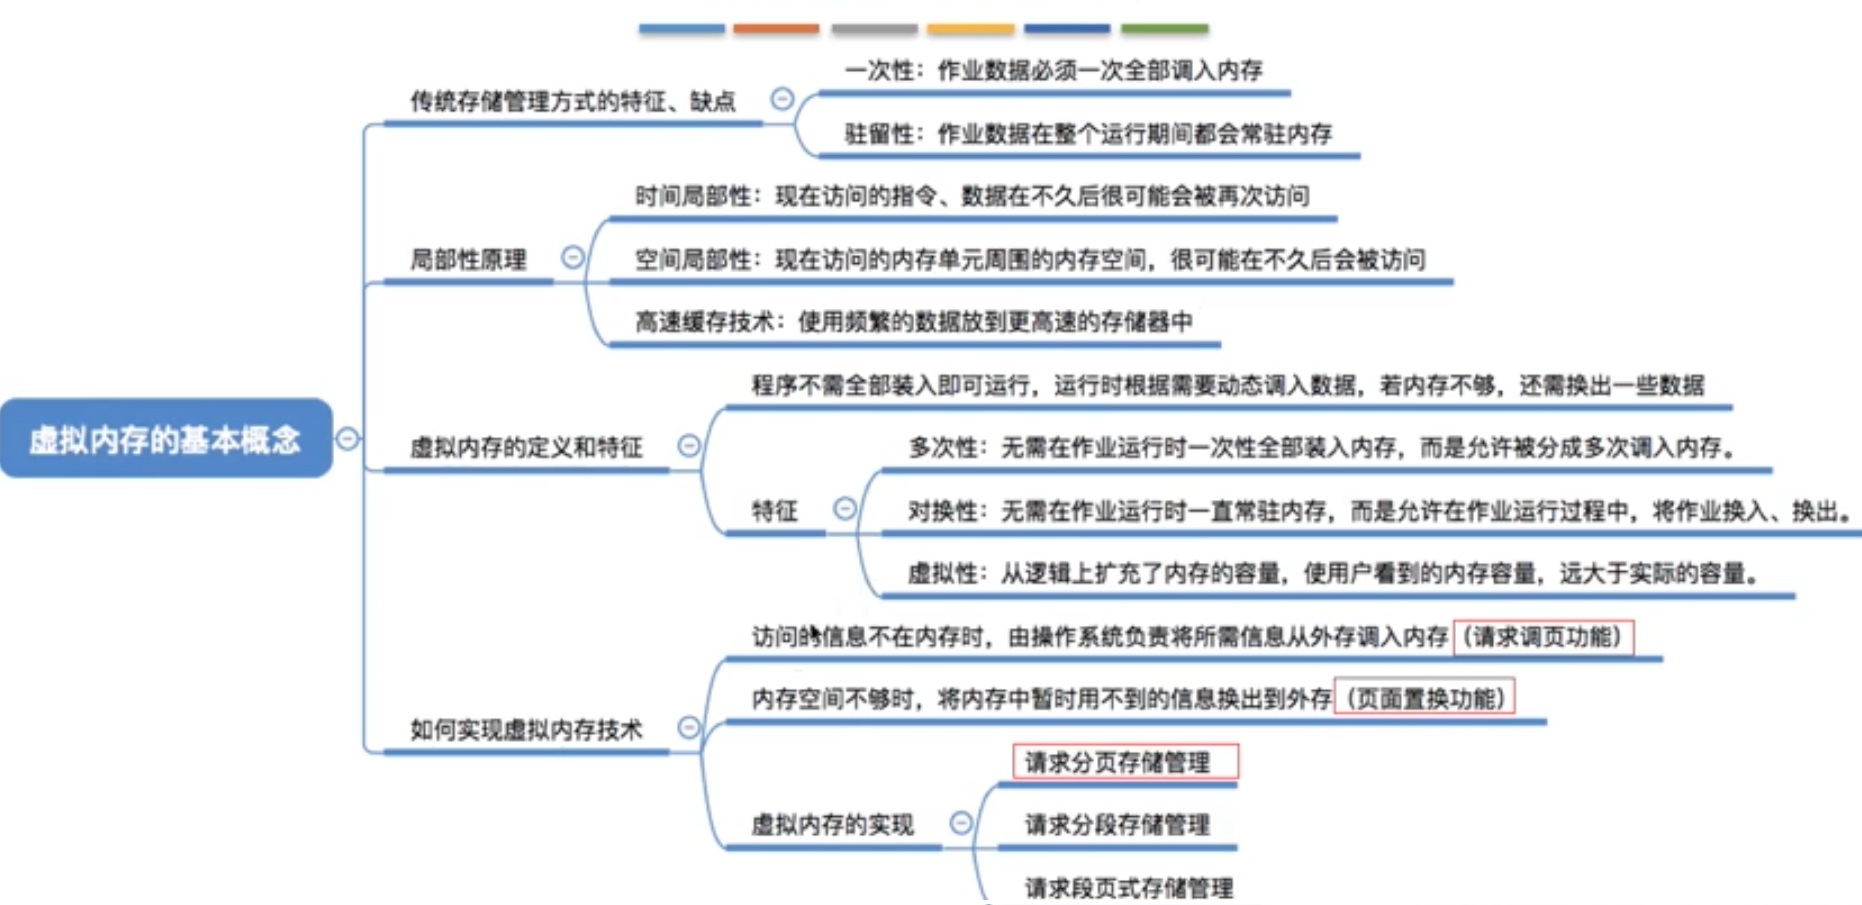 传统存储管理方式的特征、缺点
一次性：作业数据必须一次全部调入内存
驻留性：作业数据在整个运行期间都会常驻内存
局部性原理
时间局部性：现在访问的指令、数据在不久后很可能会被再次访问
空间局部性：现在访问的内存单元周围的内存空间，很可能在不久后会被访问
高速缓存技术：使用频繁的数据放到更高速的存储器中
虚拟内存的基本概念
虚拟内存的定义和特征
程序不需全部装入即可运行，运行时根据需要动态调入数据，若内存不够，还需换出一些数据
特征
多次性：无需在作业运行时一次性全部装入内存，而是允许被分成多次调入内存。
对换性：无需在作业运行时一直常驻内存，而是允许在作业运行过程中，将作业换入、换出。
虚拟性：从逻辑上扩充了内存的容量，使用户看到的内存容量，远大于实际的容量。
如何实现虚拟内存技术
访问的信息不在内存时，由操作系统负责将所需信息从外存调入内存（请求调页功能）
内存空间不够时，将内存中暂时用不到的信息换出到外存（页面置换功能）
虚拟内存的实现
请求分页存储管理
请求分段存储管理
请求段页式存储管理